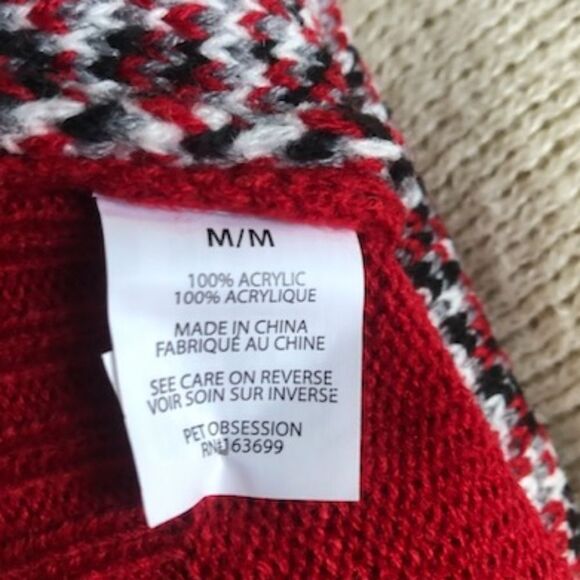 M/M
100% ACRYLIC
100% ACRYLIQUE
MADE IN CHINA
FABRIQUÉ AU CHINE
SEE CARE ON REVERSE
VOIR SOIN SUR INVERSE
PET OBSESSION
RN#163699